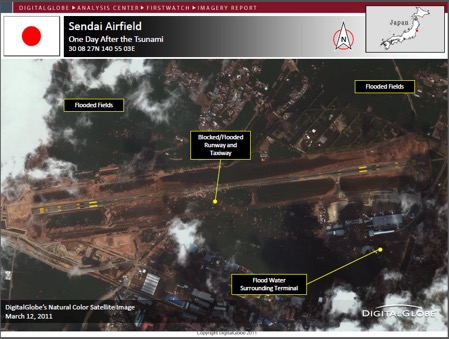 DIGITALGLOBE ▸ ANALYSIS CENTER ▸ FIRSTWATCH ▸ IMAGERY REPORT
Sendai Airfield
One Day After the Tsunami
30 08 27N 140 55 03E
N
Japan
Flooded Fields
Flooded Fields
Blocked/Flooded
Runway and
Taxiway
Flood Water
Surrounding Terminal
DigitalGlobe's Natural Color Satellite Image
March 12, 2011
DIGITALGLOBE
Copyright DigitalGlobe 2011